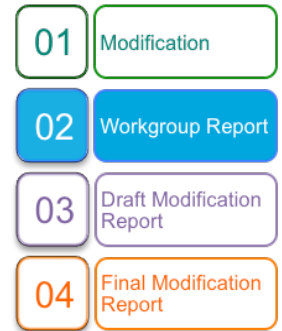 01 Modification
02 Workgroup Report
03 Draft Modification
Report
04 Final Modification
Report